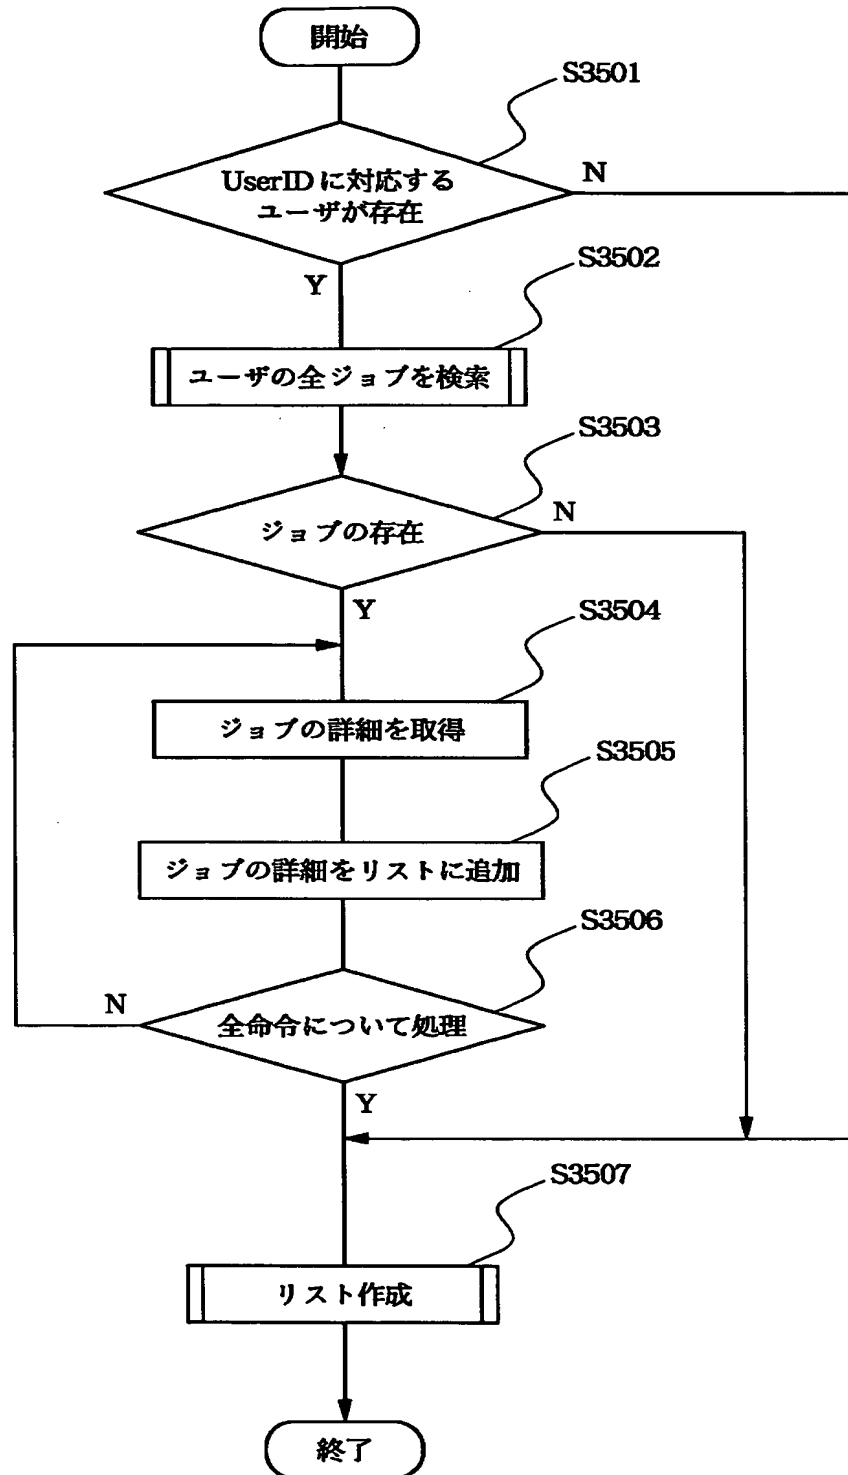 開始
S3501
UserIDに対応する
ユーザが存在
N
Y
S3502
ユーザの全ジョブを検索
S3503
ジョブの存在
N
Y
S3504
ジョブの詳細を取得
S3505
ジョブの詳細をリストに追加
S3506
全命令について処理
N
Y
S3507
リスト作成
終了